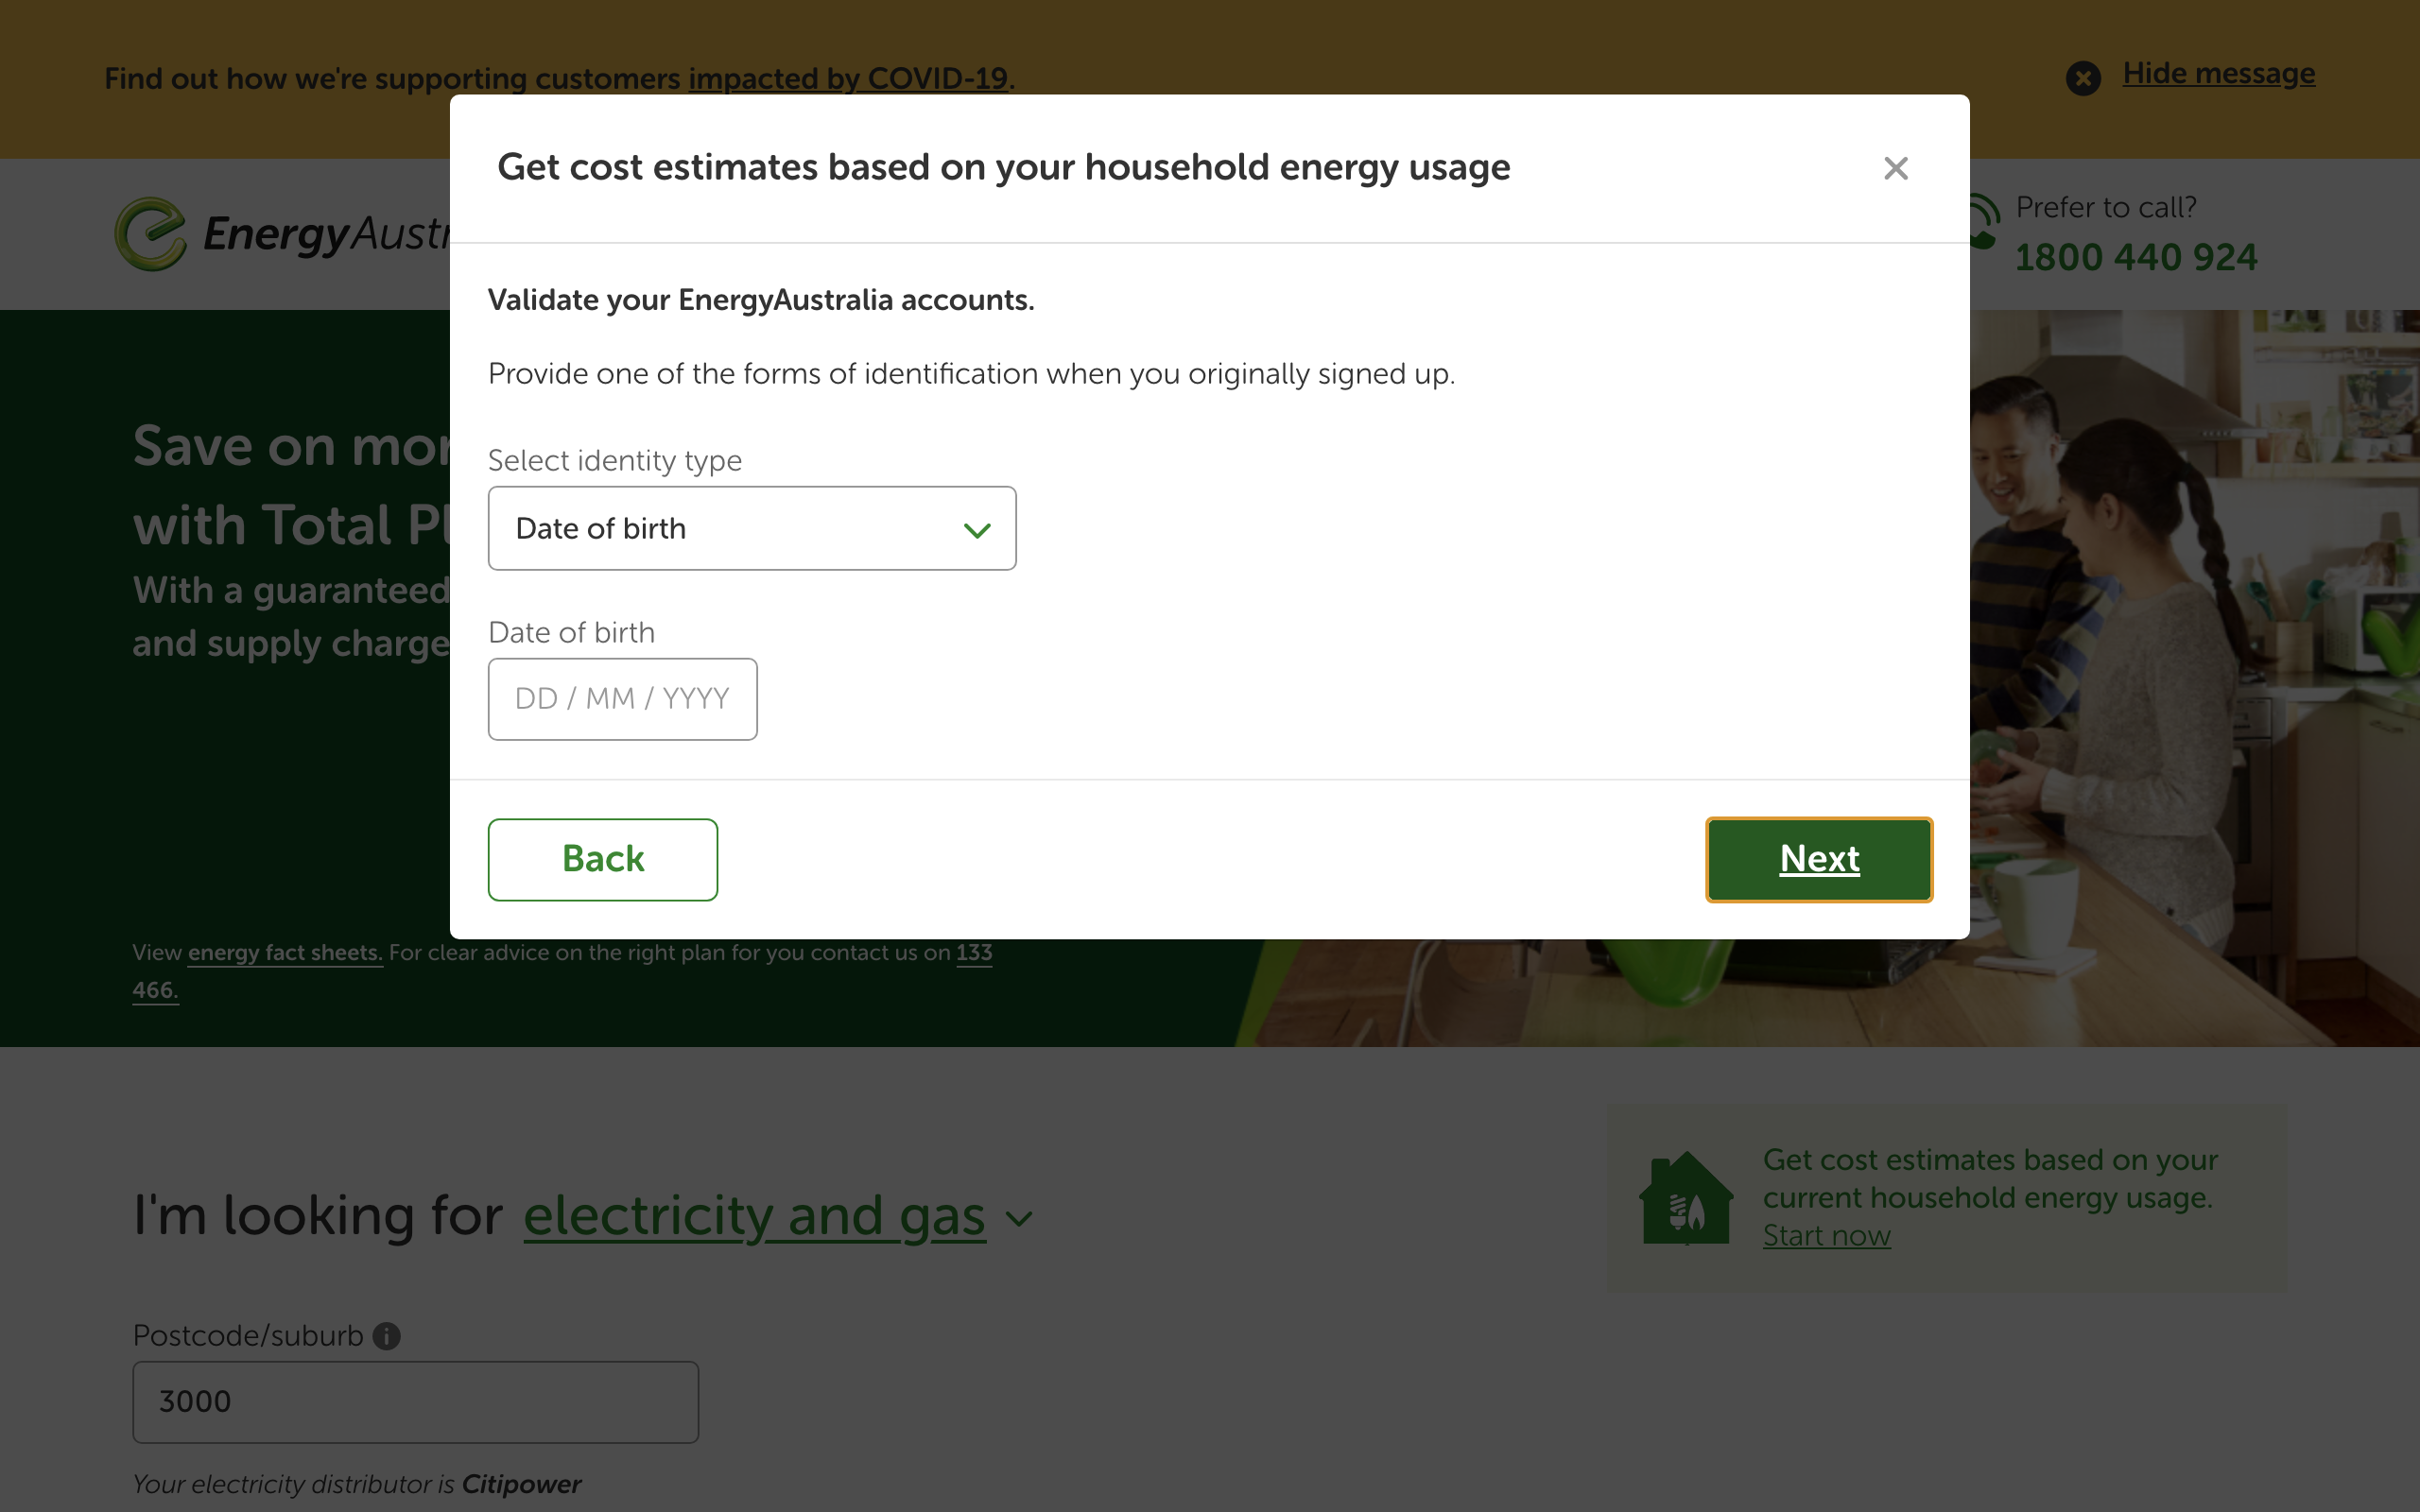 Find out how we're supporting customers impacted by COVID-19.
Hide message
Get cost estimates based on your household energy usage
EnergyAustr
Prefer to call?
1800 440 924
Validate your EnergyAustralia accounts.
Provide one of the forms of identification when you originally signed up.
Select identity type
Date of birth
Date of birth
DD / MM / YYYY
Back
Next
Save on mor
with Total Pl
With a guaranteed
and supply charge
View energy fact sheets. For clear advice on the right plan for you contact us on 133
466.
I'm looking for electricity and gas
Get cost estimates based on your
current household energy usage.
Start now
Postcode/suburb
3000
Your electricity distributor is Citipower